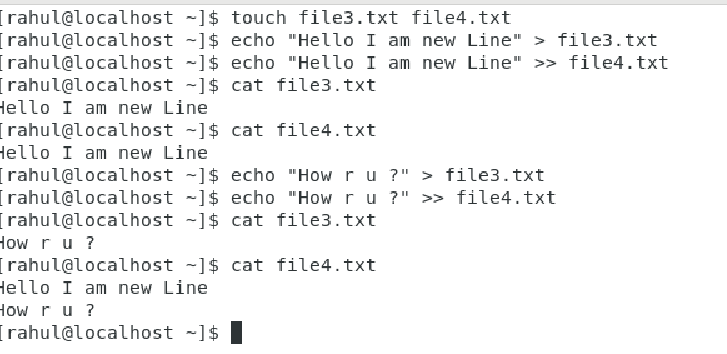 [rahul@localhost ~]$ touch file3.txt file4.txt
[rahul@localhost ~]$ echo "Hello I am new Line" > file3.txt
[rahul@localhost ~]$ echo "Hello I am new Line" >> file4.txt
[rahul@localhost ~]$ cat file3.txt
Hello I am new Line
[rahul@localhost ~]$ cat file4.txt
Hello I am new Line
[rahul@localhost ~]$ echo "How r u ?" > file3.txt
[rahul@localhost ~]$ echo "How r u ?" >> file4.txt
[rahul@localhost ~]$ cat file3.txt
How r u ?
[rahul@localhost ~]$ cat file4.txt
Hello I am new Line
How r u ?
[rahul@localhost ~]$